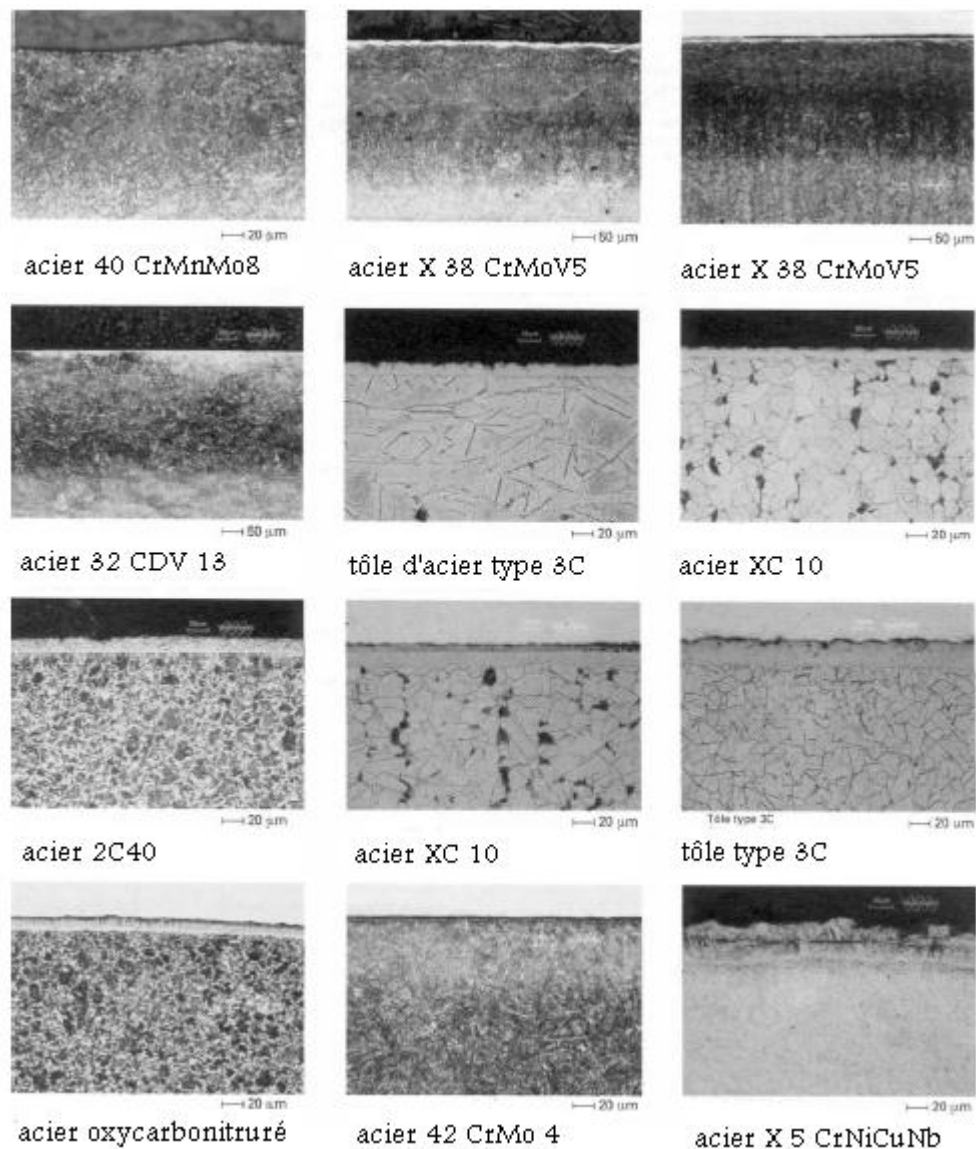 20 µm
50 µm
50 µm
acier 40 CrMnMo8
acier X 38 CrMoV5
acier X 38 CrMoV5
50 µm
20 µm
20 µm
acier 32 CDV 13
tôle d'acier type 3C
acier XC 10
20 µm
20 µm
Tôle type 3C
20 µm
acier 2C40
acier XC 10
tôle type 3C
20 µm
20 µm
20 µm
acier oxycarbonitruré
acier 42 CrMo 4
acier X 5 CrNiCuNb